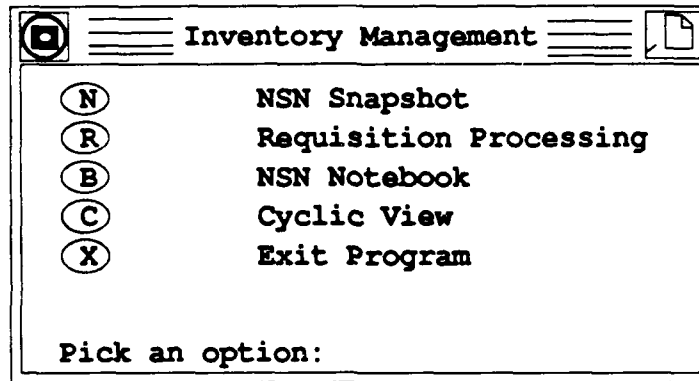 Inventory Management
N NSN Snapshot
R Requisition Processing
B NSN Notebook
C Cyclic View
X Exit Program
Pick an option: